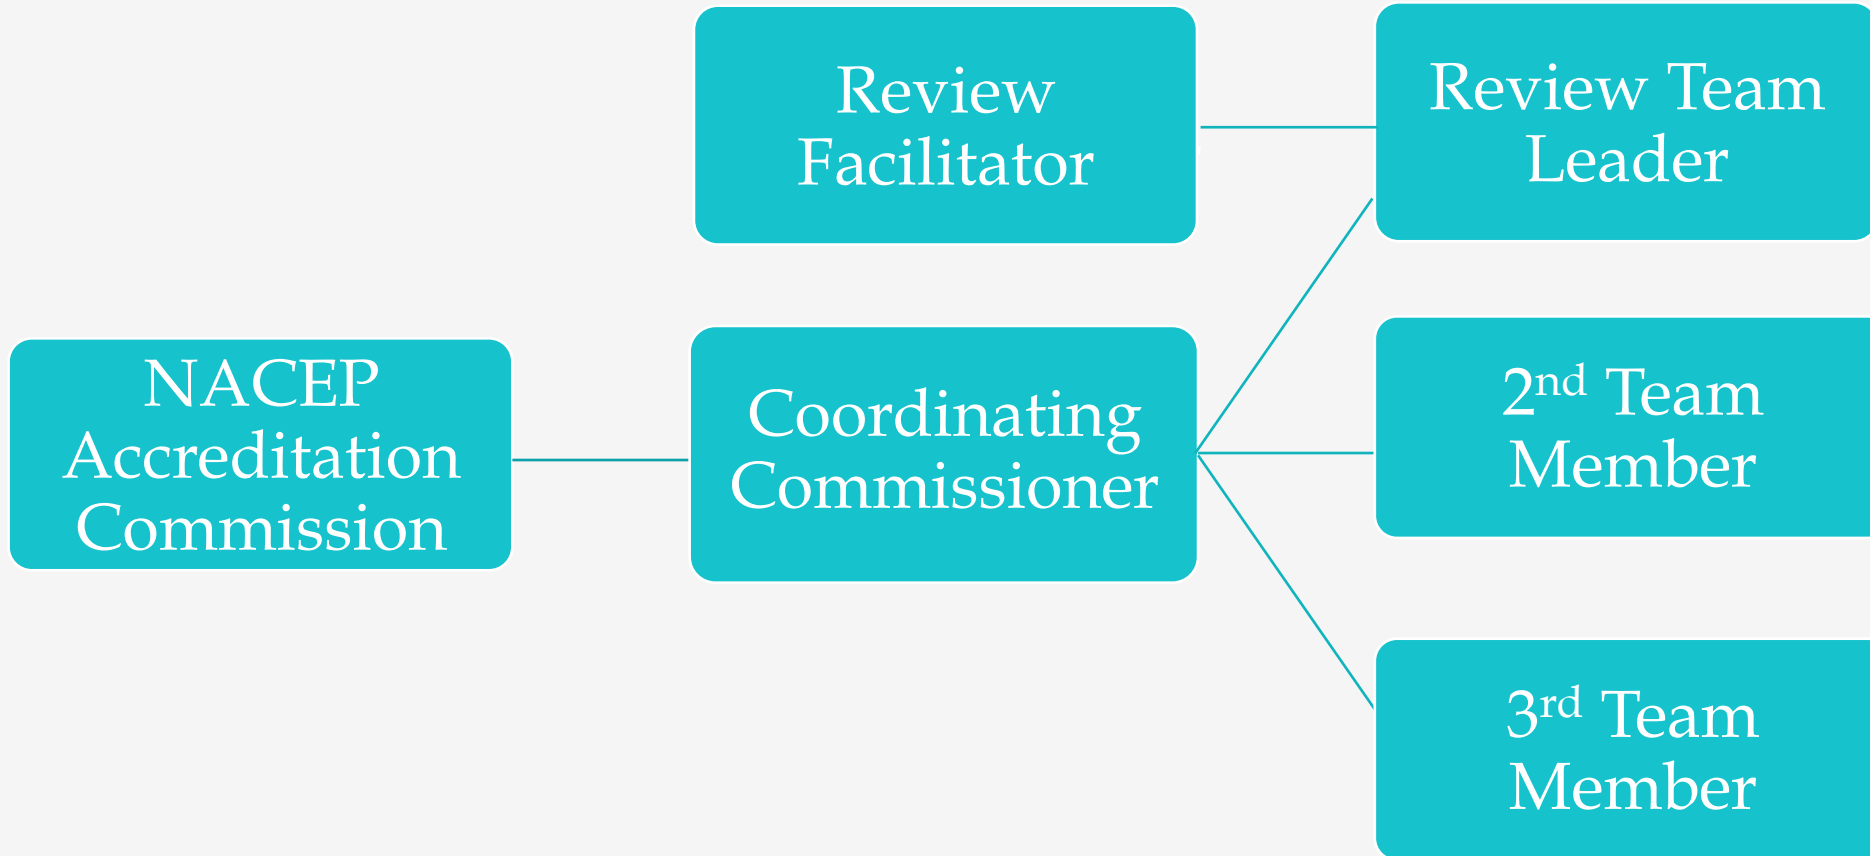 Review
Facilitator
Review Team
Leader
NACEP
Accreditation
Commission
Coordinating
Commissioner
2nd Team
Member
3rd Team
Member